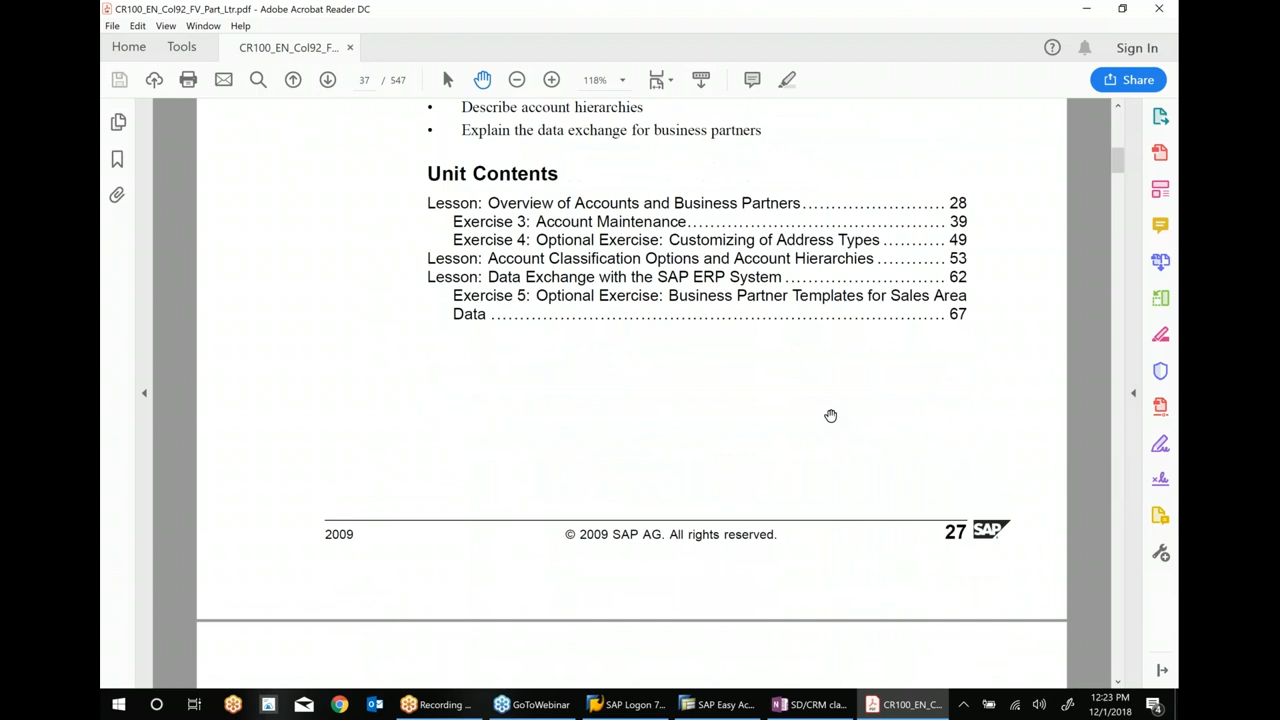 CR100_EN_Col92_FV_Part_Ltr.pdf - Adobe Acrobat Reader DC
File Edit View Window Help
Home Tools CR100_EN_Col92_F... × Sign In
37 / 547 118% Share
• Describe account hierarchies
• Explain the data exchange for business partners
Unit Contents
Lesson: Overview of Accounts and Business Partners........................ 28
Exercise 3: Account Maintenance........................................... 39
Exercise 4: Optional Exercise: Customizing of Address Types .......... 49
Lesson: Account Classification Options and Account Hierarchies ........... 53
Lesson: Data Exchange with the SAP ERP System ........................... 62
Exercise 5: Optional Exercise: Business Partner Templates for Sales Area
Data ........................................................................... 67
2009 © 2009 SAP AG. All rights reserved. 27 SAP
Recording ... GoToWebinar SAP Logon 7... SAP Easy Ac... SD/CRM cla... CR100_EN_C... 12:23 PM
12/1/2018 4